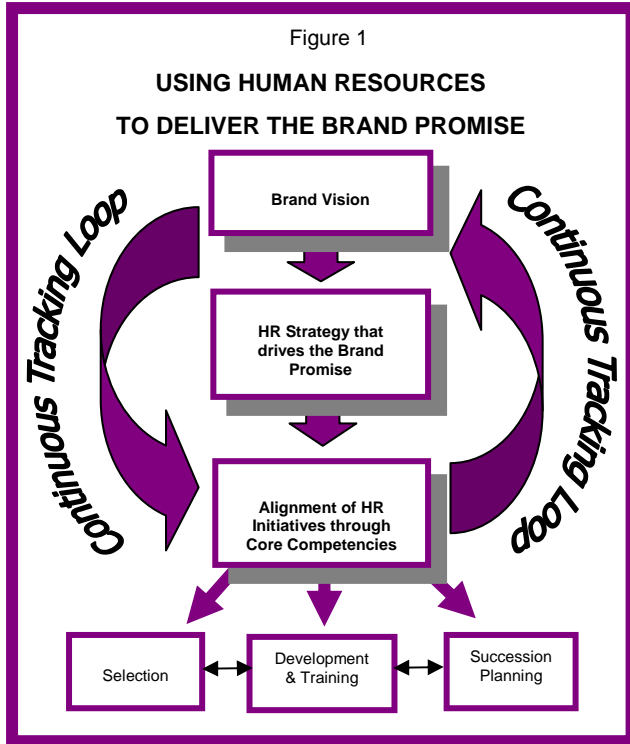 Figure 1
USING HUMAN RESOURCES
TO DELIVER THE BRAND PROMISE
Continuous Tracking Loop
Continuous Tracking Loop
Brand Vision
HR Strategy that
drives the Brand
Promise
Alignment of HR
Initiatives through
Core Competencies
Selection
Development
& Training
Succession
Planning